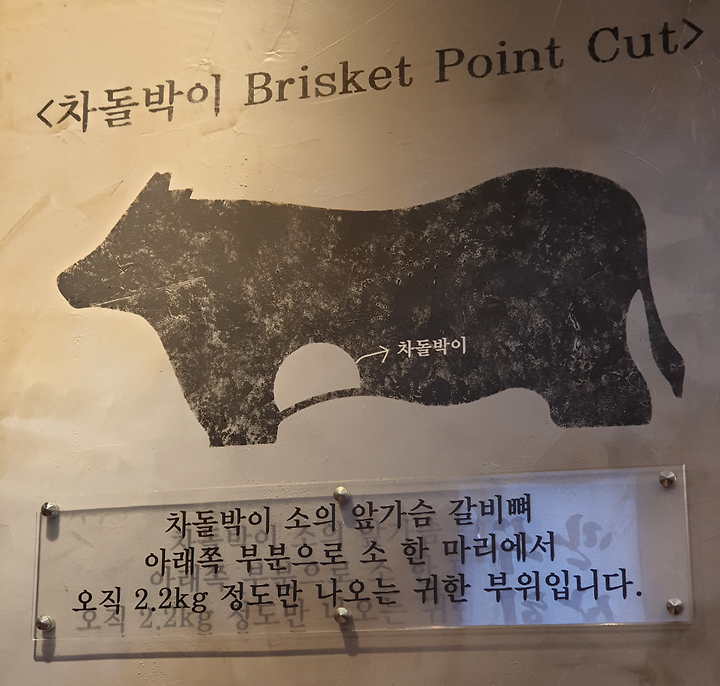 <차돌박이 Brisket Point Cut>
차돌박이
차돌박이 소의 앞가슴 갈비뼈
아래쪽 부분으로 소 한 마리에서
오직 2.2kg 정도만 나오는 귀한 부위입니다.